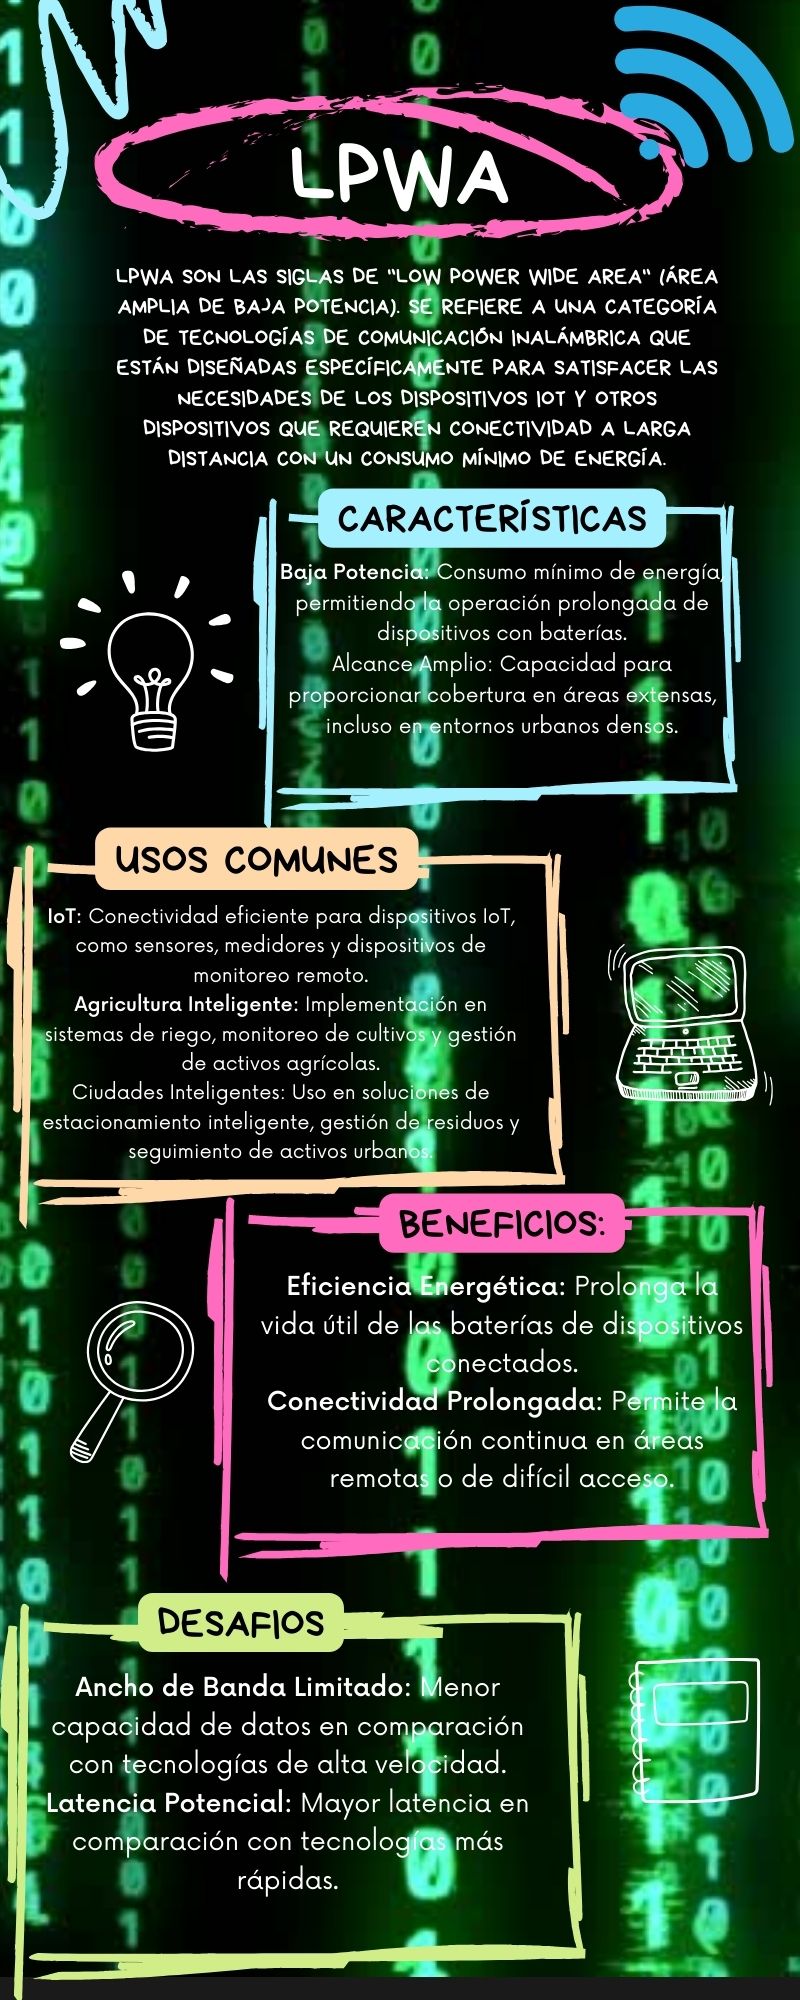 LPWA
LPWA SON LAS SIGLAS DE "LOW POWER WIDE AREA" (ÁREA
AMPLIA DE BAJA POTENCIA). SE REFIERE A UNA CATEGORÍA
DE TECNOLOGÍAS DE COMUNICACIÓN INALÁMBRICA QUE
ESTÁN DISEÑADAS ESPECÍFICAMENTE PARA SATISFACER LAS
NECESIDADES DE LOS DISPOSITIVOS IOT Y OTROS
DISPOSITIVOS QUE REQUIEREN CONECTIVIDAD A LARGA
DISTANCIA CON UN CONSUMO MÍNIMO DE ENERGÍA.
CARACTERÍSTICAS
Baja Potencia: Consumo mínimo de energía,
permitiendo la operación prolongada de
dispositivos con baterías.
Alcance Amplio: Capacidad para
proporcionar cobertura en áreas extensas,
incluso en entornos urbanos densos.
USOS COMUNES
IoT: Conectividad eficiente para dispositivos IoT,
como sensores, medidores y dispositivos de
monitoreo remoto.
Agricultura Inteligente: Implementación en
sistemas de riego, monitoreo de cultivos y gestión
de activos agrícolas.
Ciudades Inteligentes: Uso en soluciones de
estacionamiento inteligente, gestión de residuos y
seguimiento de activos urbanos.
BENEFICIOS:
Eficiencia Energética: Prolonga la
vida útil de las baterías de dispositivos
conectados.
Conectividad Prolongada: Permite la
comunicación continua en áreas
remotas o de difícil acceso.
DESAFIOS
Ancho de Banda Limitado: Menor
capacidad de datos en comparación
con tecnologías de alta velocidad.
Latencia Potencial: Mayor latencia en
comparación con tecnologías más
rápidas.